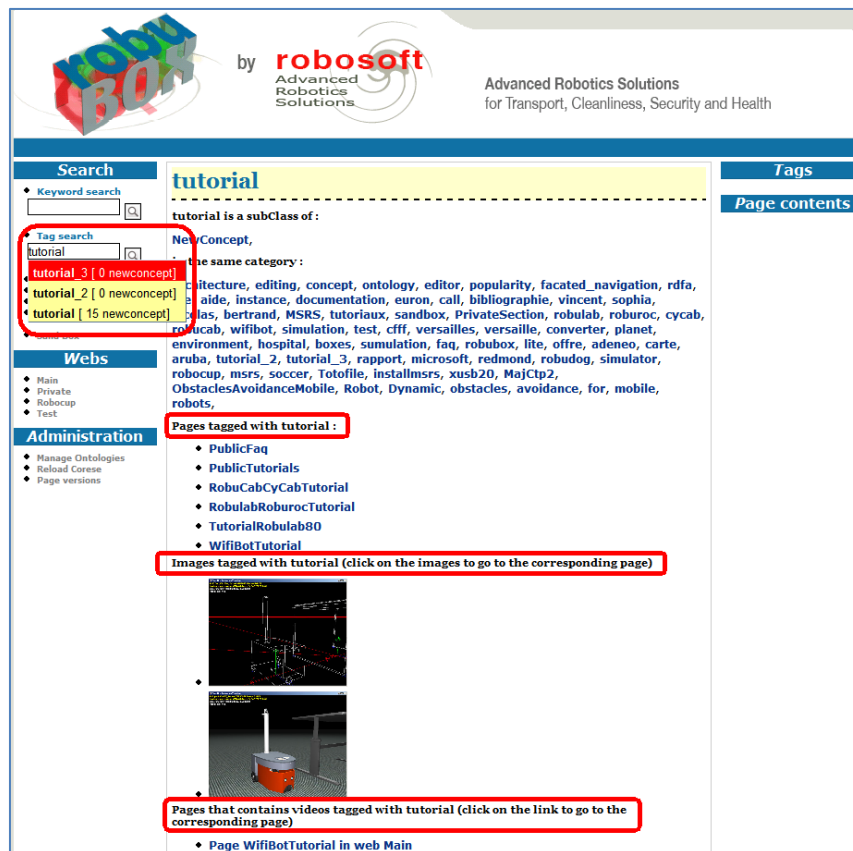 robu
BOX
by robosoft
Advanced
Robotics
Solutions
Advanced Robotics Solutions
for Transport, Cleanliness, Security and Health
Search
Keyword search
Tag search
tutorial
tutorial_3 [ 0 newconcept]
tutorial_2 [ 0 newconcept]
tutorial [ 15 newconcept]
Webs
Main
Private
Robocup
Test
Administration
Manage Ontologies
Reload Corese
Page versions
tutorial
tutorial is a subClass of :
NewConcept,
the same category :
editing, concept, ontology, editor, popularity, facated_navigation, rdfa,
aide, instance, documentation, euron, call, bibliographie, vincent, sophia,
bertrand, MSRS, tutoriaux, sandbox, PrivateSection, robulab, roburoc, cycab,
robucab, wifibot, simulation, test, cfff, versailles, versaille, converter, planet,
environment, hospital, boxes, sumulation, faq, robubox, lite, offre, adeneo, carte,
aruba, tutorial_2, tutorial_3, rapport, microsoft, redmond, robudog, simulator,
robocup, msrs, soccer, Totofile, installmsrs, xusb20, MajCtp2,
ObstaclesAvoidanceMobile, Robot, Dynamic, obstacles, avoidance, for, mobile,
robots,
Pages tagged with tutorial :
PublicFaq
PublicTutorials
RobuCabCyCabTutorial
RobulabRoburocTutorial
TutorialRobulab80
WifiBotTutorial
Images tagged with tutorial (click on the images to go to the corresponding page)
Pages that contains videos tagged with tutorial (click on the link to go to the
corresponding page)
Page WifiBotTutorial in web Main
Tags
Page contents